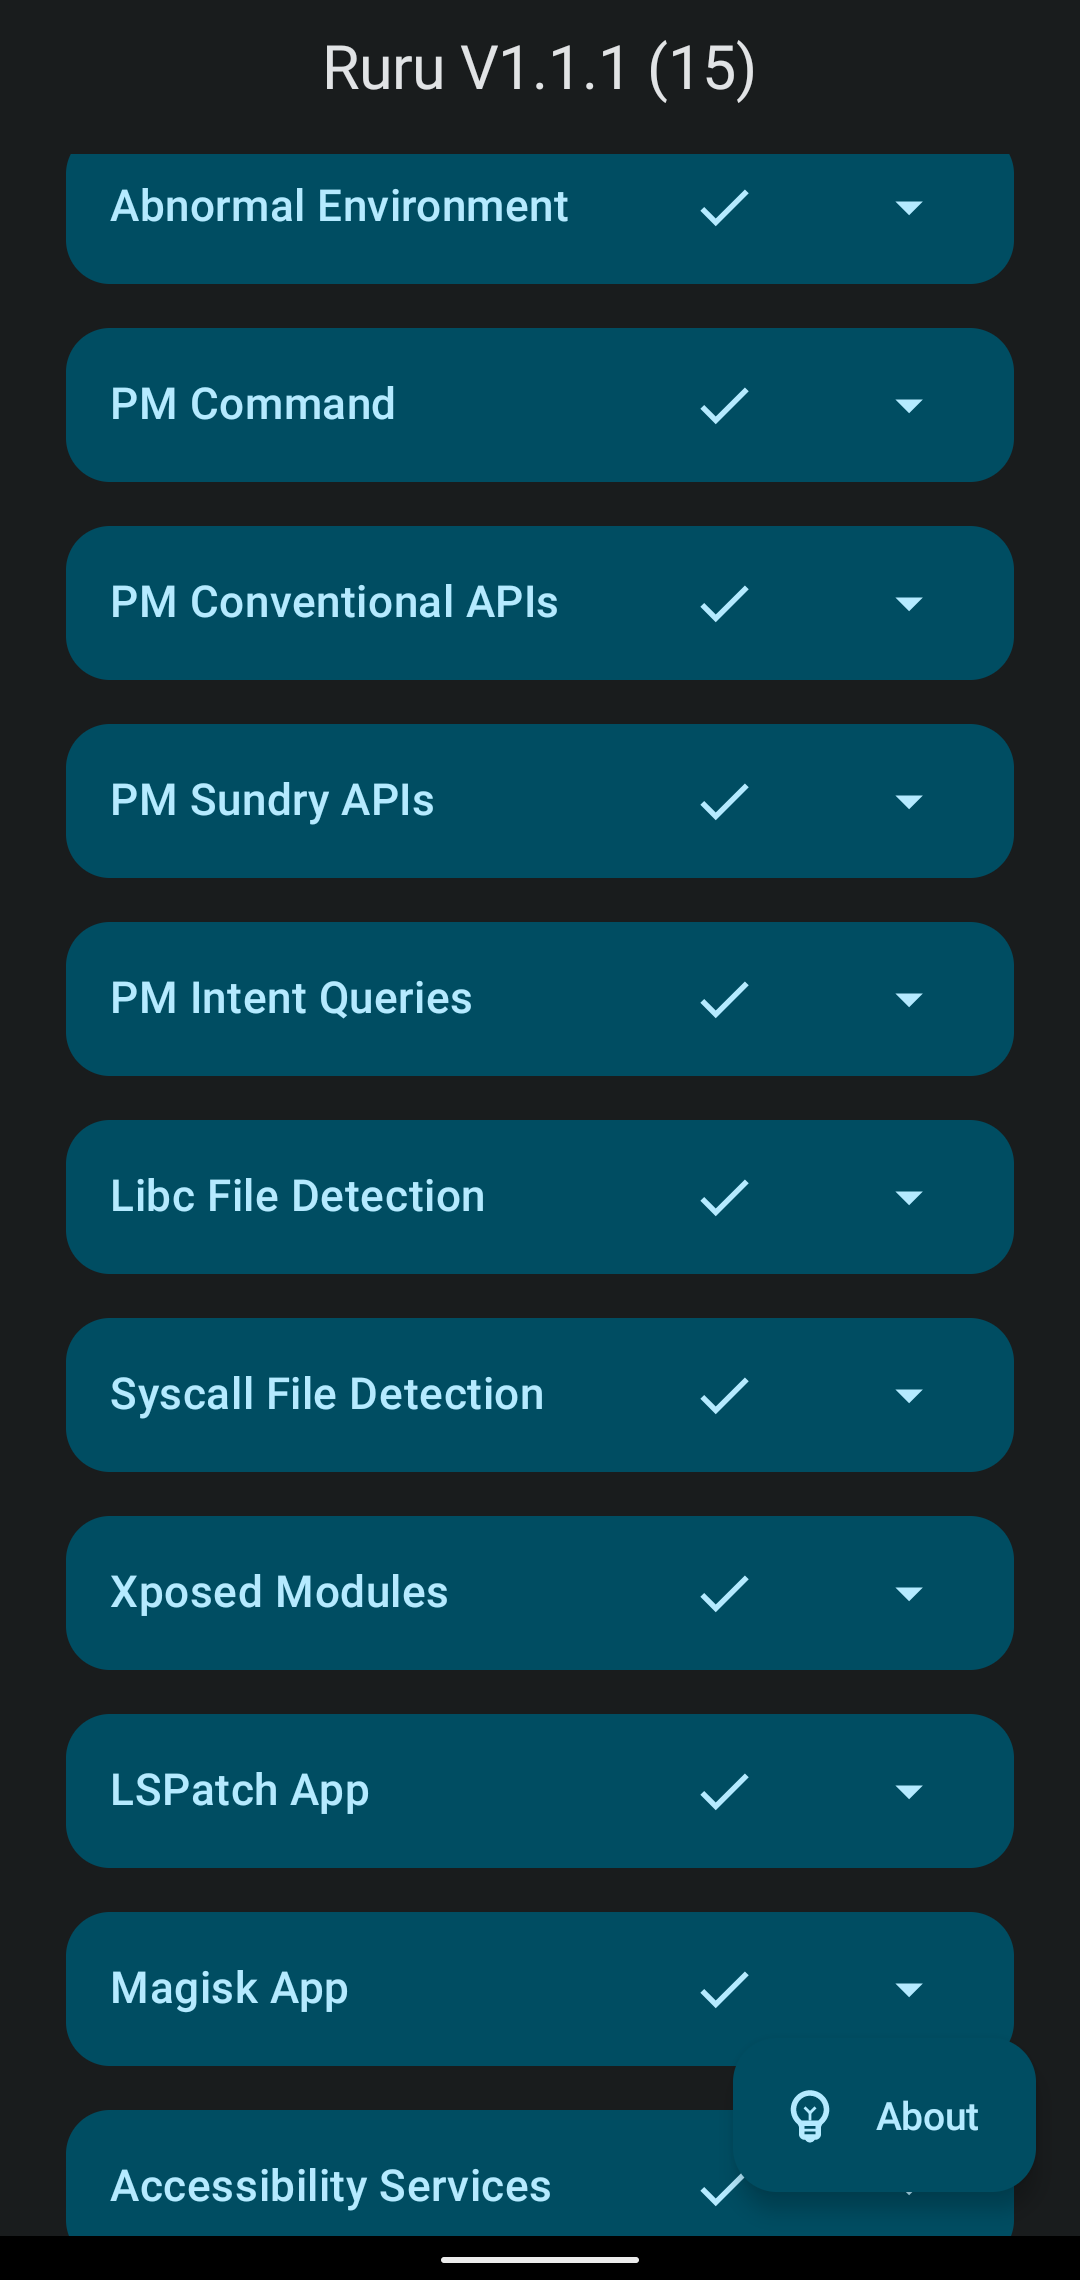 Ruru V1.1.1 (15)
Abnormal Environment
PM Command
PM Conventional APIs
PM Sundry APIs
PM Intent Queries
Libc File Detection
Syscall File Detection
Xposed Modules
LSPatch App
Magisk App
About
Accessibility Services